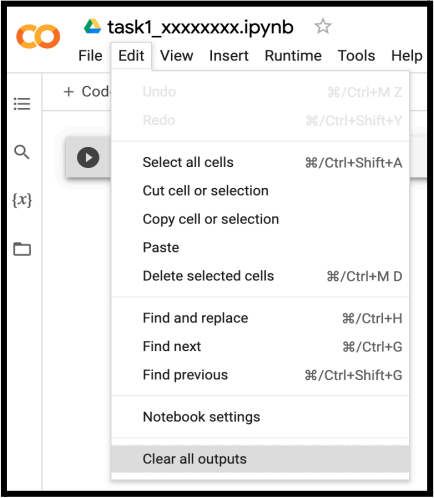 task1_xxxxxxxx.ipynb
File Edit View Insert Runtime Tools Help
+ Cod
Undo ⌘/Ctrl+M Z
Redo ⌘/Ctrl+Shift+Y
Select all cells ⌘/Ctrl+Shift+A
{x}
Cut cell or selection
Copy cell or selection
Paste
Delete selected cells ⌘/Ctrl+M D
Find and replace ⌘/Ctrl+H
Find next ⌘/Ctrl+G
Find previous ⌘/Ctrl+Shift+G
Notebook settings
Clear all outputs